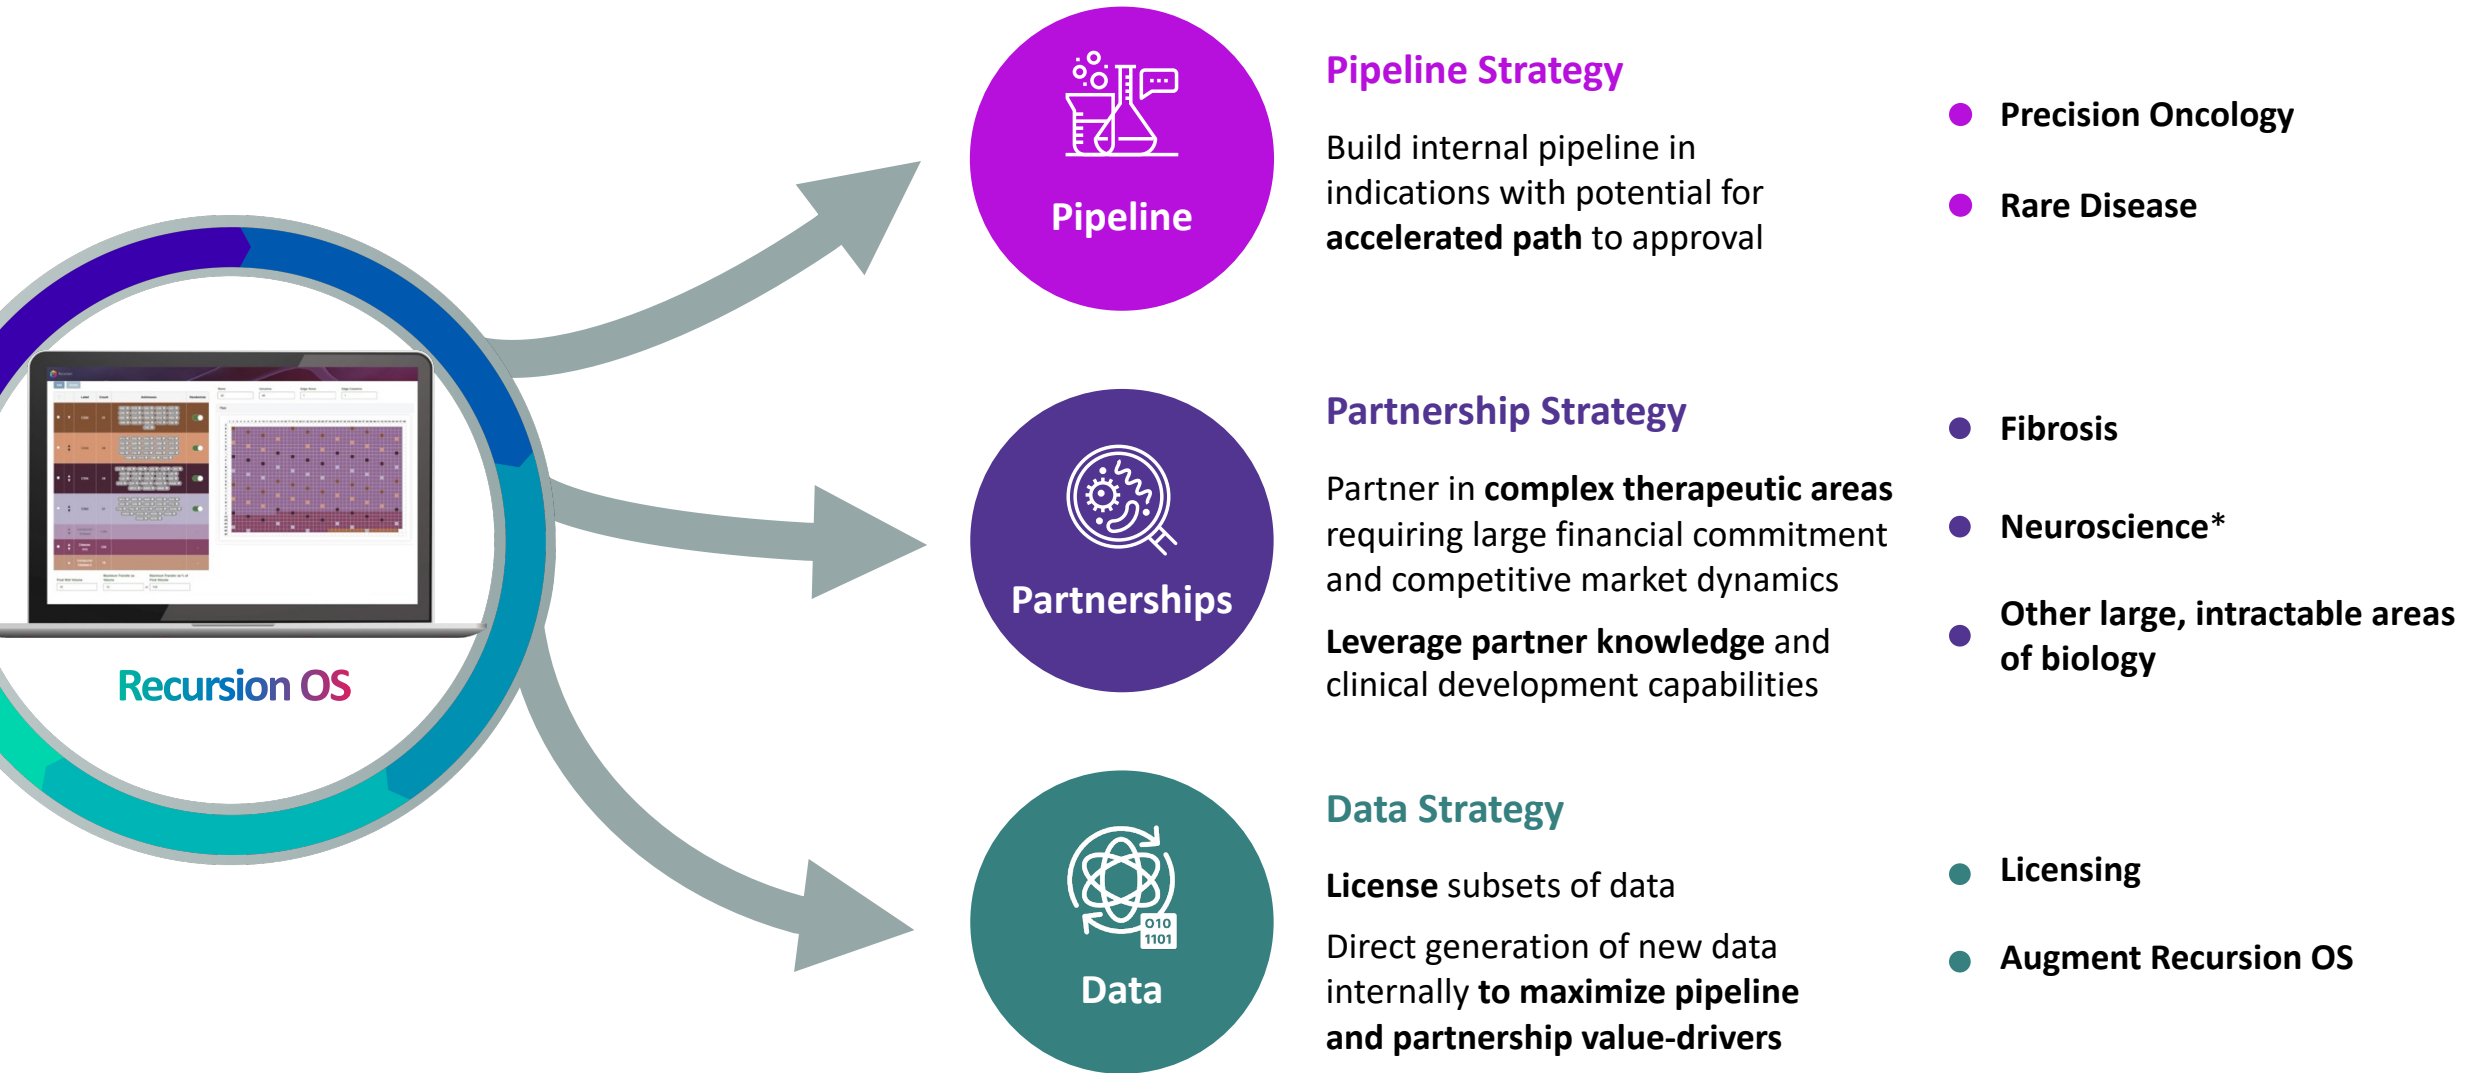 Pipeline
Pipeline Strategy
Build internal pipeline in
indications with potential for
accelerated path to approval
Precision Oncology
Rare Disease
Recursion OS
Partnerships
Partnership Strategy
Partner in complex therapeutic areas
requiring large financial commitment
and competitive market dynamics
Leverage partner knowledge and
clinical development capabilities
Fibrosis
Neuroscience*
Other large, intractable areas
of biology
010
1101
Data
Data Strategy
License subsets of data
Direct generation of new data
internally to maximize pipeline
and partnership value-drivers
Licensing
Augment Recursion OS